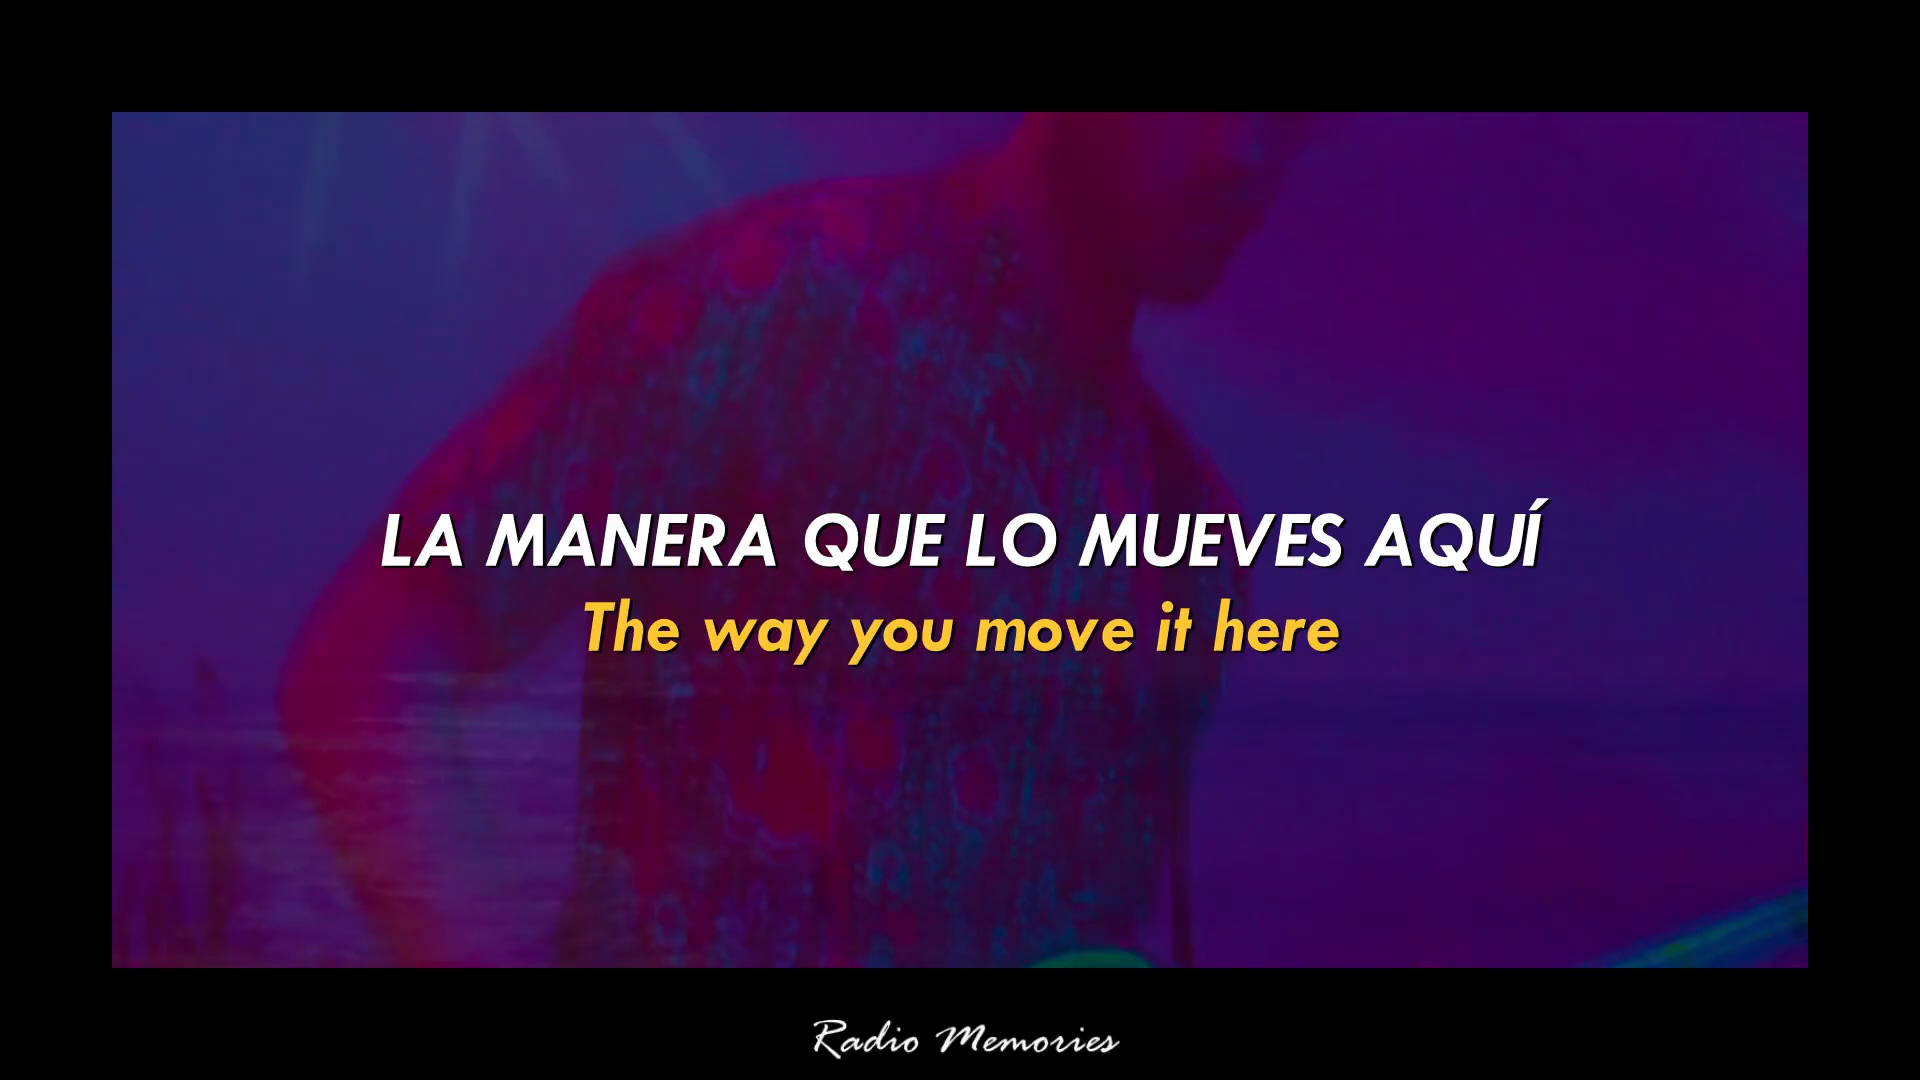 LA MANERA QUE LO MUEVES AQUÍ
The way you move it here
Radio Memories